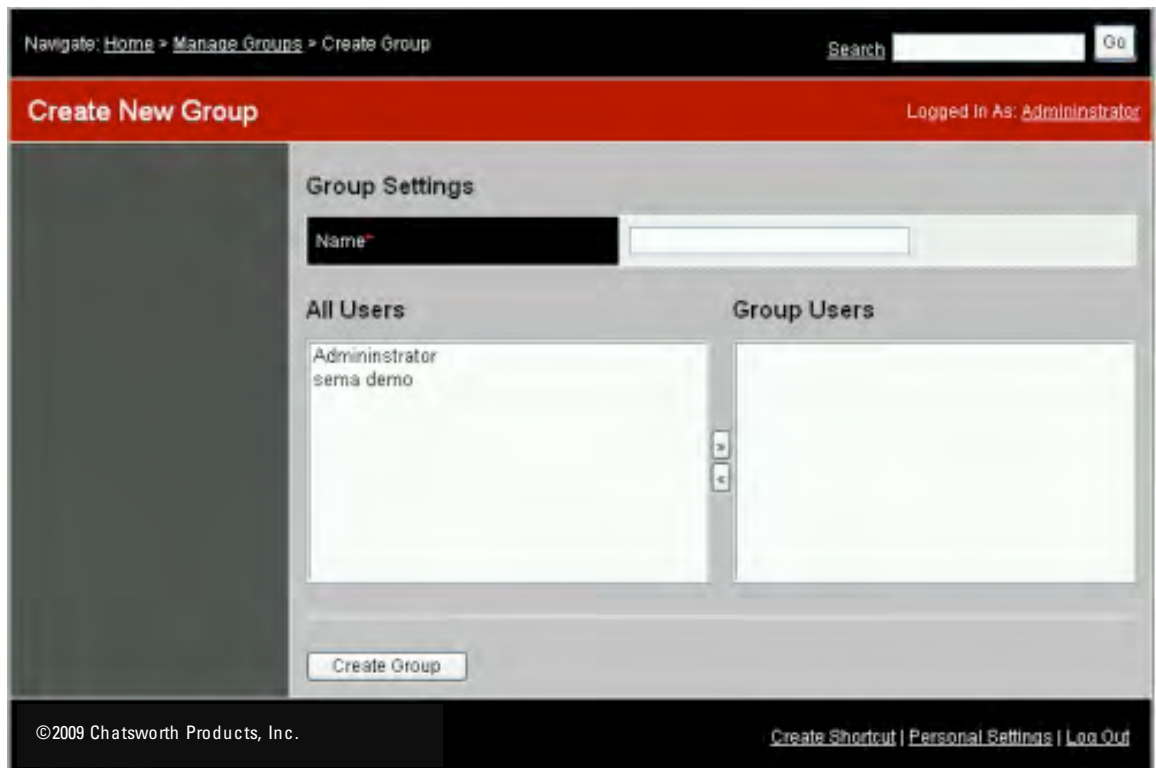 Navigate: Home > Manage Groups > Create Group
Search
Go
Create New Group
Logged In As: Admininstrator
Group Settings
Name*
All Users
Group Users
Admininstrator
sema demo
»
«
Create Group
©2009 Chatsworth Products, Inc.
Create Shortcut | Personal Settings | Log Out